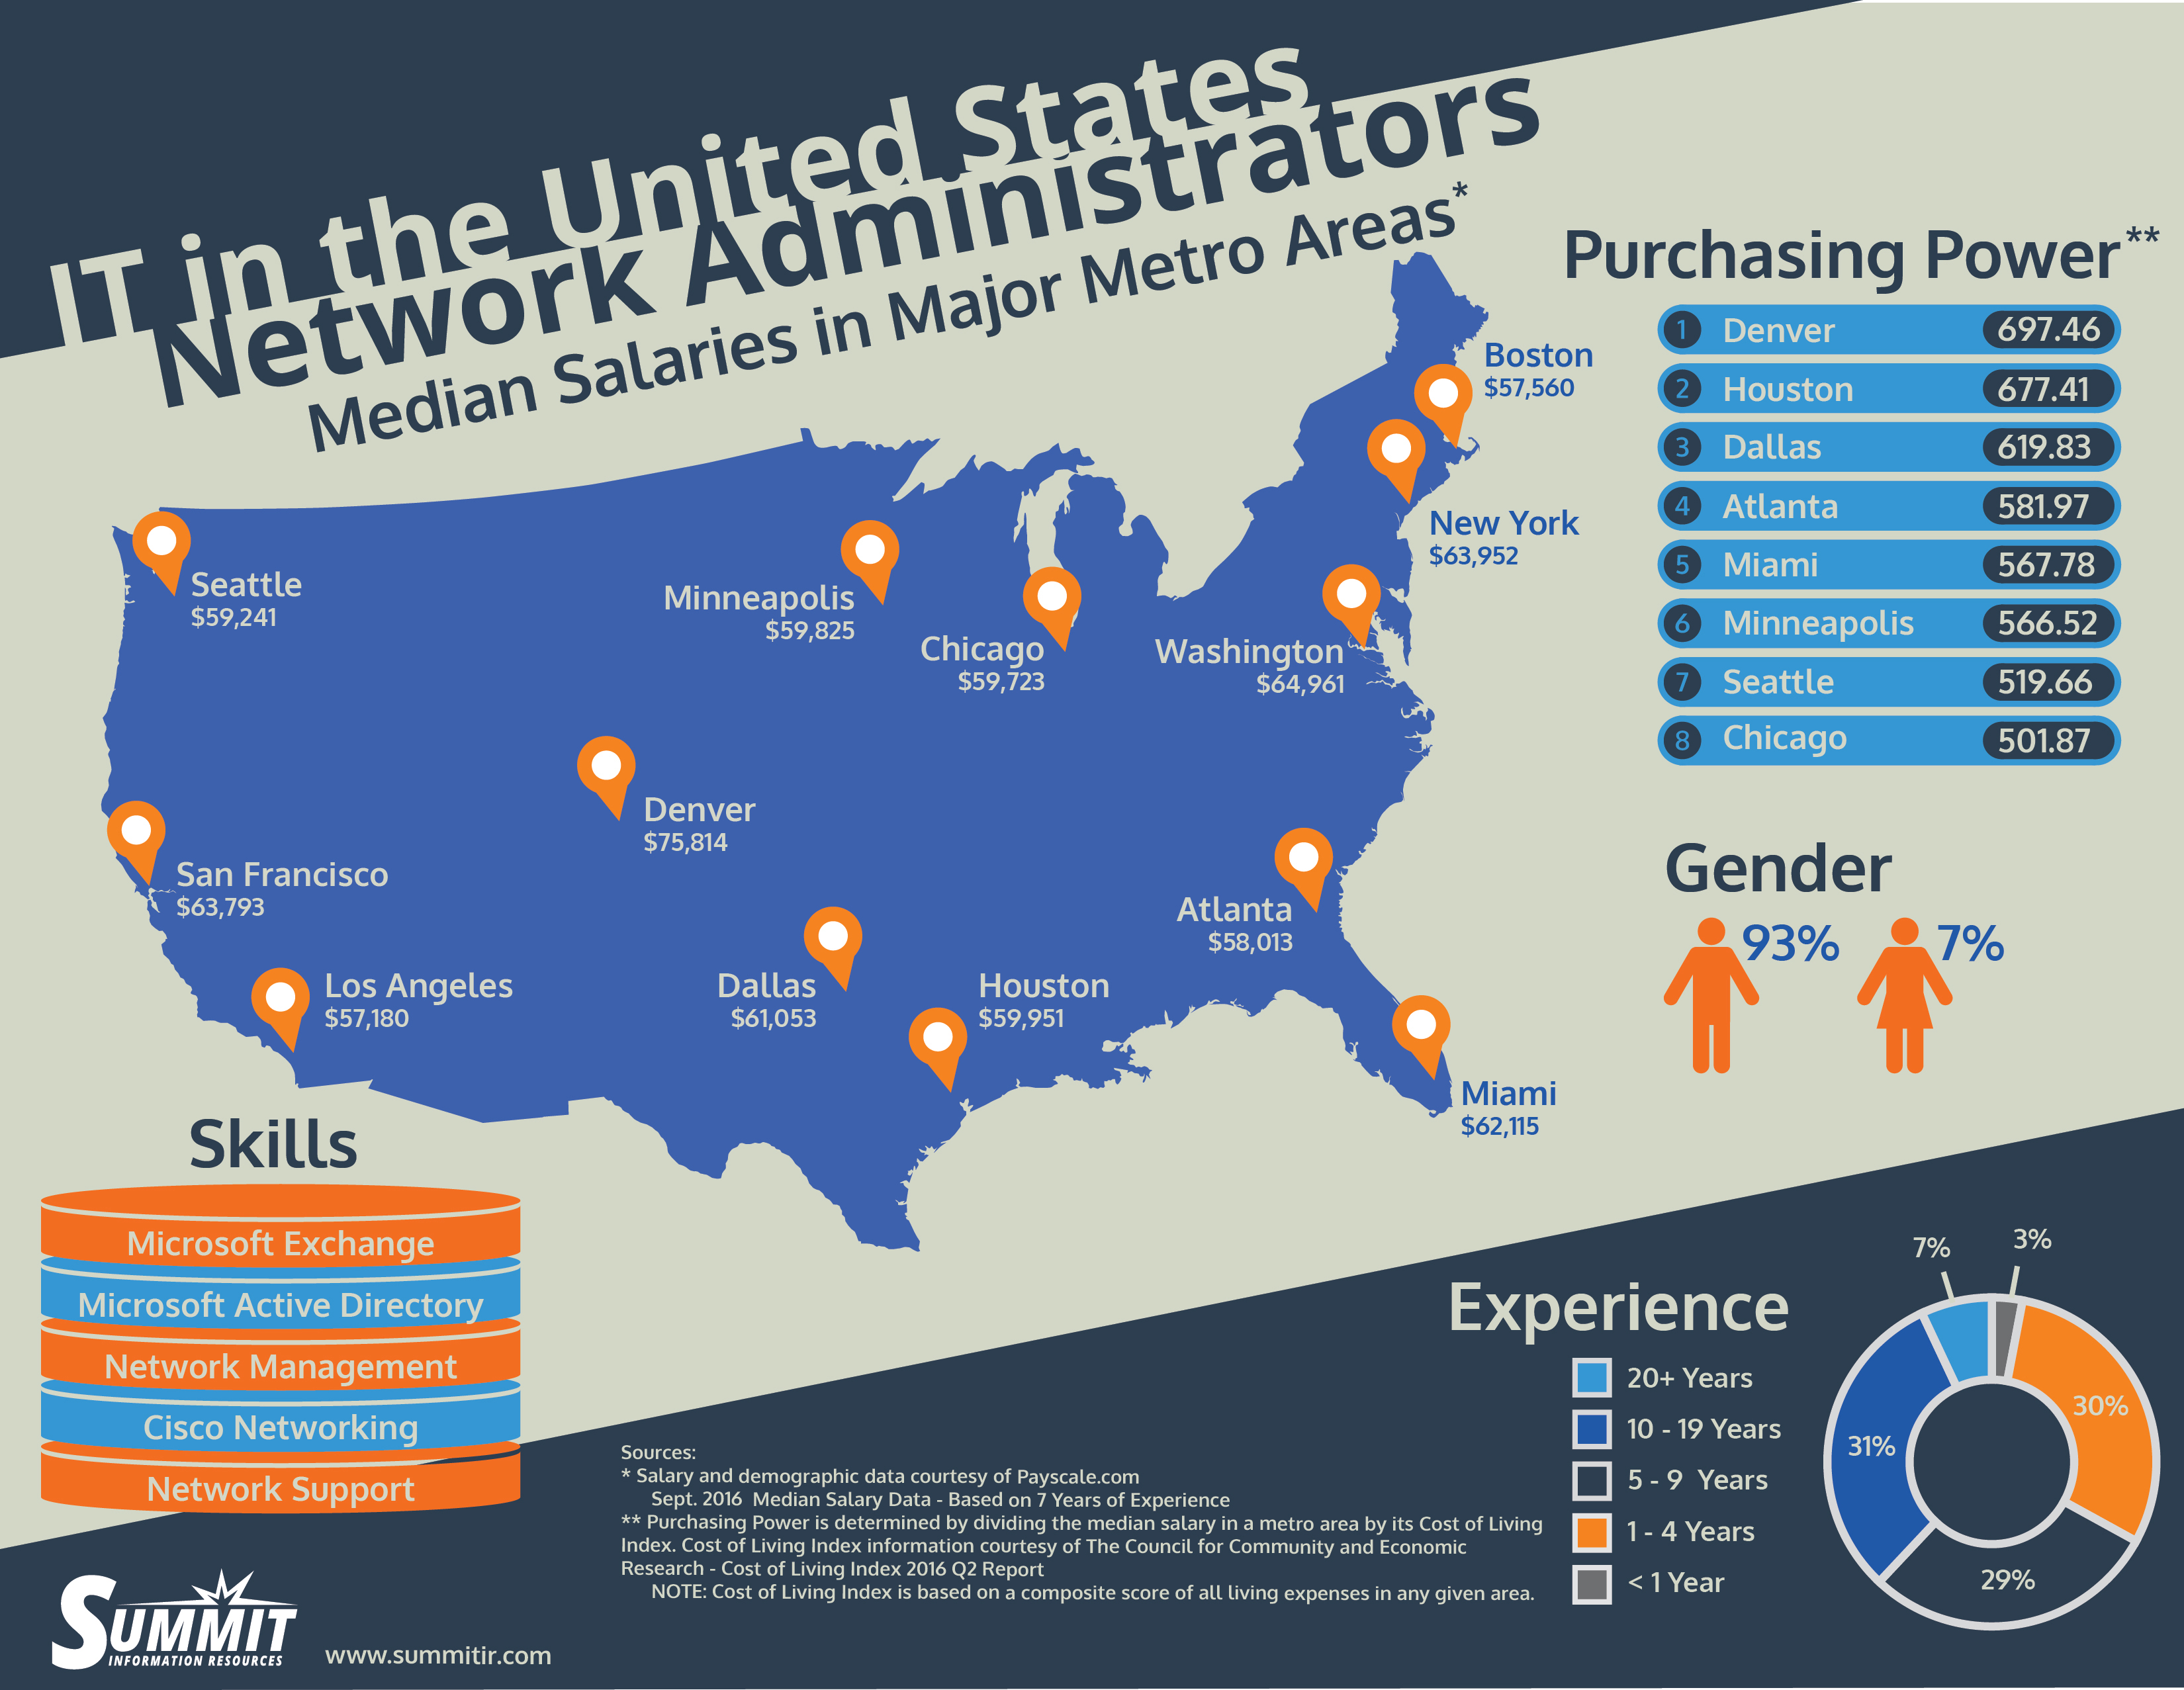 IT in the United States
Network Administrators
Median Salaries in Major Metro Areas*
Purchasing Power**
1 Denver 697.46
2 Houston 677.41
3 Dallas 619.83
4 Atlanta 581.97
5 Miami 567.78
6 Minneapolis 566.52
7 Seattle 519.66
8 Chicago 501.87
Boston
$57,560
New York
$63,952
Seattle
$59,241
Minneapolis
$59,825
Chicago
$59,723
Washington
$64,961
Denver
$75,814
San Francisco
$63,793
Atlanta
$58,013
Los Angeles
$57,180
Dallas
$61,053
Houston
$59,951
Miami
$62,115
Gender
93% 7%
Skills
Microsoft Exchange
Microsoft Active Directory
Network Management
Cisco Networking
Network Support
Experience
20+ Years
10 - 19 Years
5 - 9 Years
1 - 4 Years
< 1 Year
7%
3%
30%
31%
29%
Sources:
* Salary and demographic data courtesy of Payscale.com
Sept. 2016 Median Salary Data - Based on 7 Years of Experience
** Purchasing Power is determined by dividing the median salary in a metro area by its Cost of Living
Index. Cost of Living Index information courtesy of The Council for Community and Economic
Research - Cost of Living Index 2016 Q2 Report
NOTE: Cost of Living Index is based on a composite score of all living expenses in any given area.
SUMMIT
INFORMATION RESOURCES
www.summitir.com